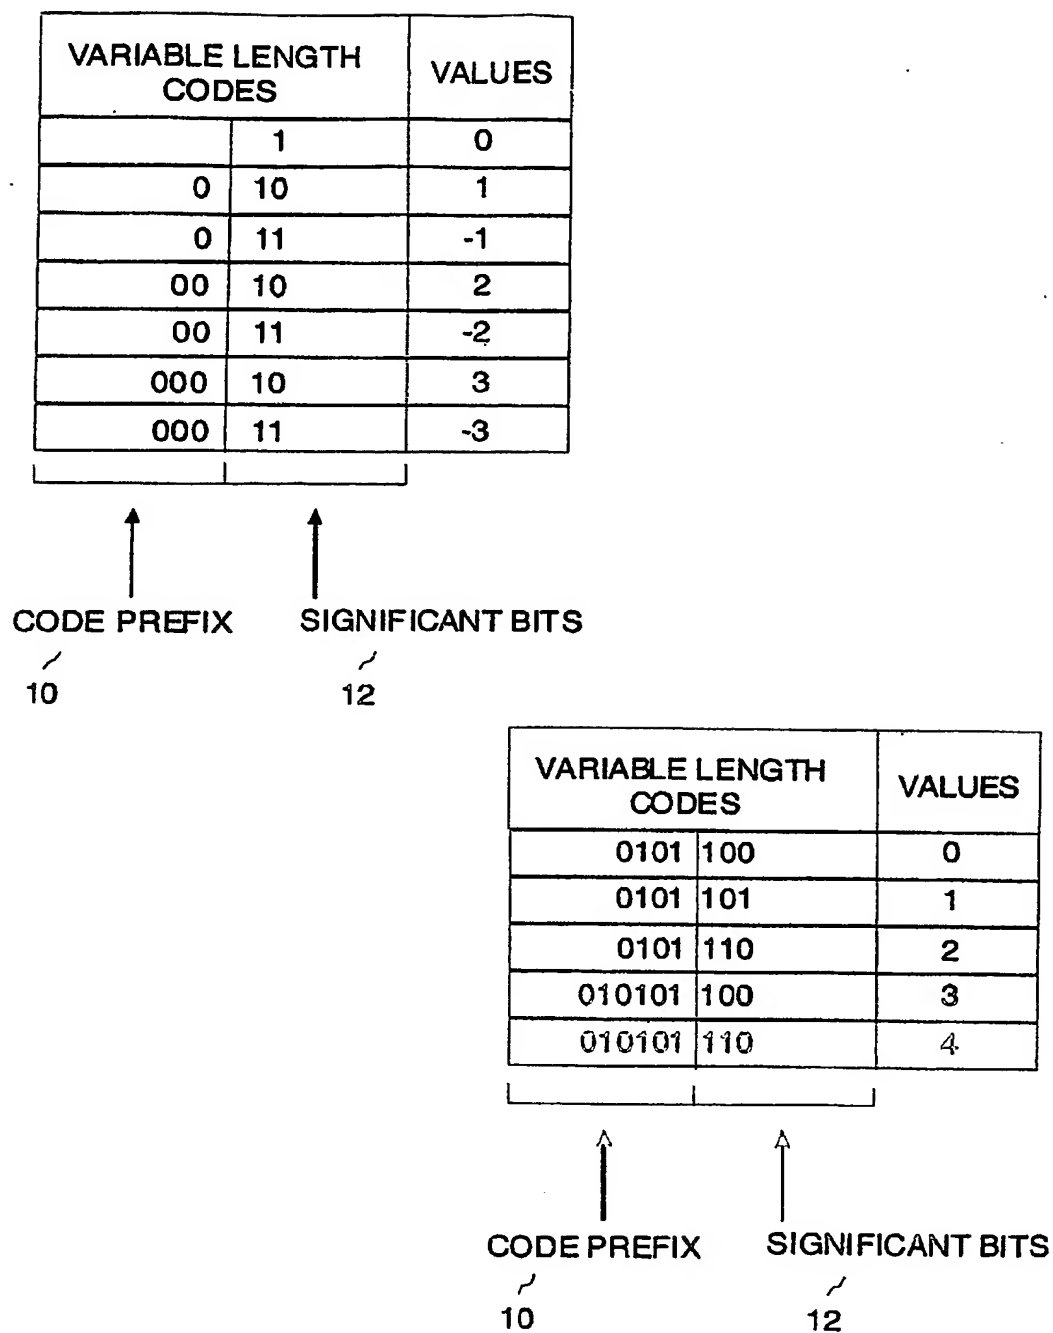 VARIABLE LENGTH CODES VALUES
1 0
0 10 1
0 11 -1
00 10 2
00 11 -2
000 10 3
000 11 -3
CODE PREFIX SIGNIFICANT BITS
10 12
VARIABLE LENGTH CODES VALUES
0101 100 0
0101 101 1
0101 110 2
010101 100 3
010101 110 4
CODE PREFIX SIGNIFICANT BITS
10 12